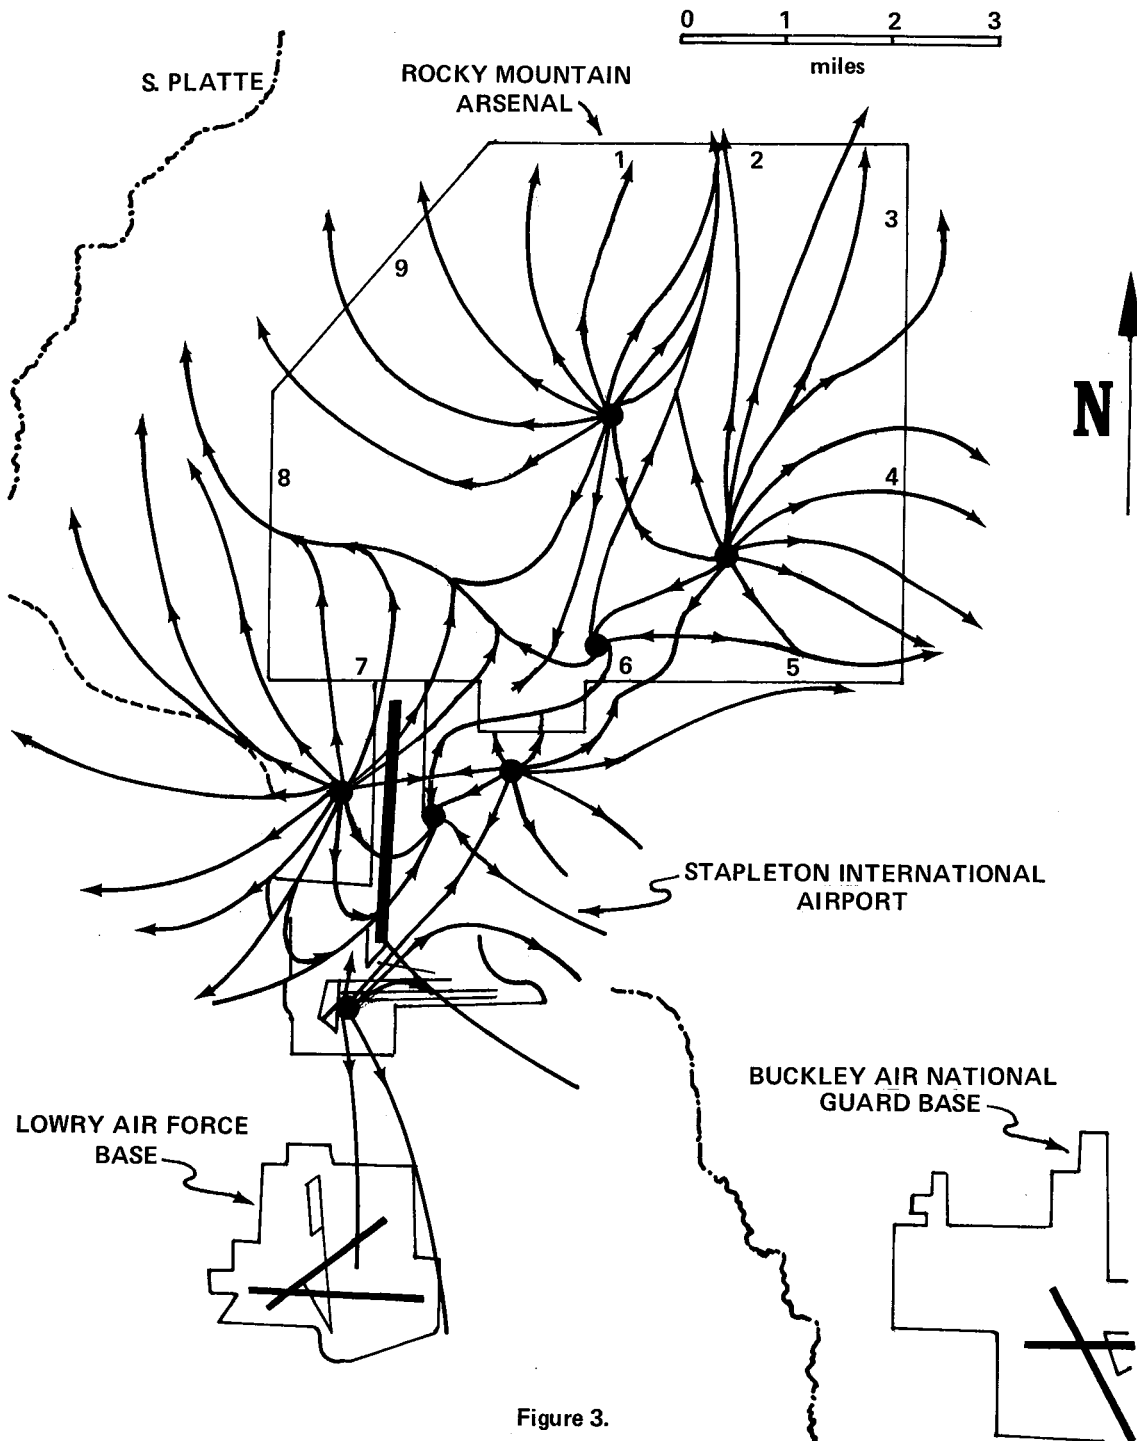 0 1 2 3
miles
S. PLATTE
ROCKY MOUNTAIN
ARSENAL
1
2
3
9
N
8
4
7
6
5
STAPLETON INTERNATIONAL
AIRPORT
BUCKLEY AIR NATIONAL
GUARD BASE
LOWRY AIR FORCE
BASE
Figure 3.